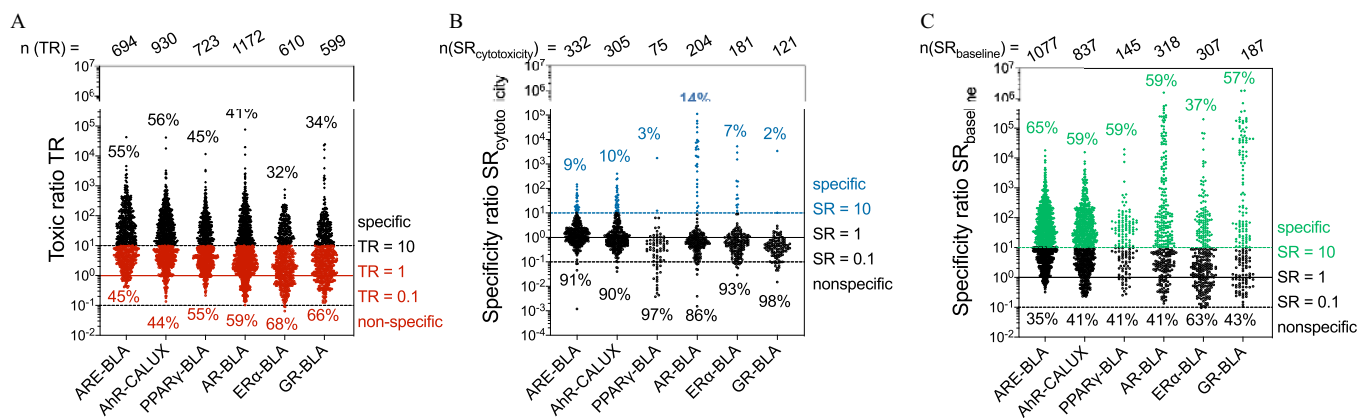 A
n (TR) = 694 930 723 1172 610 599
Toxic ratio TR
10^7
10^6
10^5
10^4
10^3
10^2
10^1
10^0
10^-1
10^-2
55% 56% 45% 41% 32% 34%
45% 44% 55% 59% 68% 66%
specific
TR = 10
TR = 1
TR = 0.1
non-specific
ARE-BLA
AhR-CALUX
PPARγ-BLA
AR-BLA
ERα-BLA
GR-BLA
B
n(SRcytotoxicity) = 332 305 75 204 181 121
Specificity ratio SRcytotoxicity
10^7
10^6
10^5
10^4
10^3
10^2
10^1
10^0
10^-1
10^-2
10^-3
10^-4
9% 10% 3% 14% 7% 2%
91% 90% 97% 86% 93% 98%
specific
SR = 10
SR = 1
SR = 0.1
nonspecific
ARE-BLA
AhR-CALUX
PPARγ-BLA
AR-BLA
ERα-BLA
GR-BLA
C
n(SRbaseline) = 1077 837 145 318 307 187
Specificity ratio SRbaseline
10^7
10^6
10^5
10^4
10^3
10^2
10^1
10^0
10^-1
10^-2
65% 59% 59% 59% 37% 57%
35% 41% 41% 41% 63% 43%
specific
SR = 10
SR = 1
SR = 0.1
nonspecific
ARE-BLA
AhR-CALUX
PPARγ-BLA
AR-BLA
ERα-BLA
GR-BLA